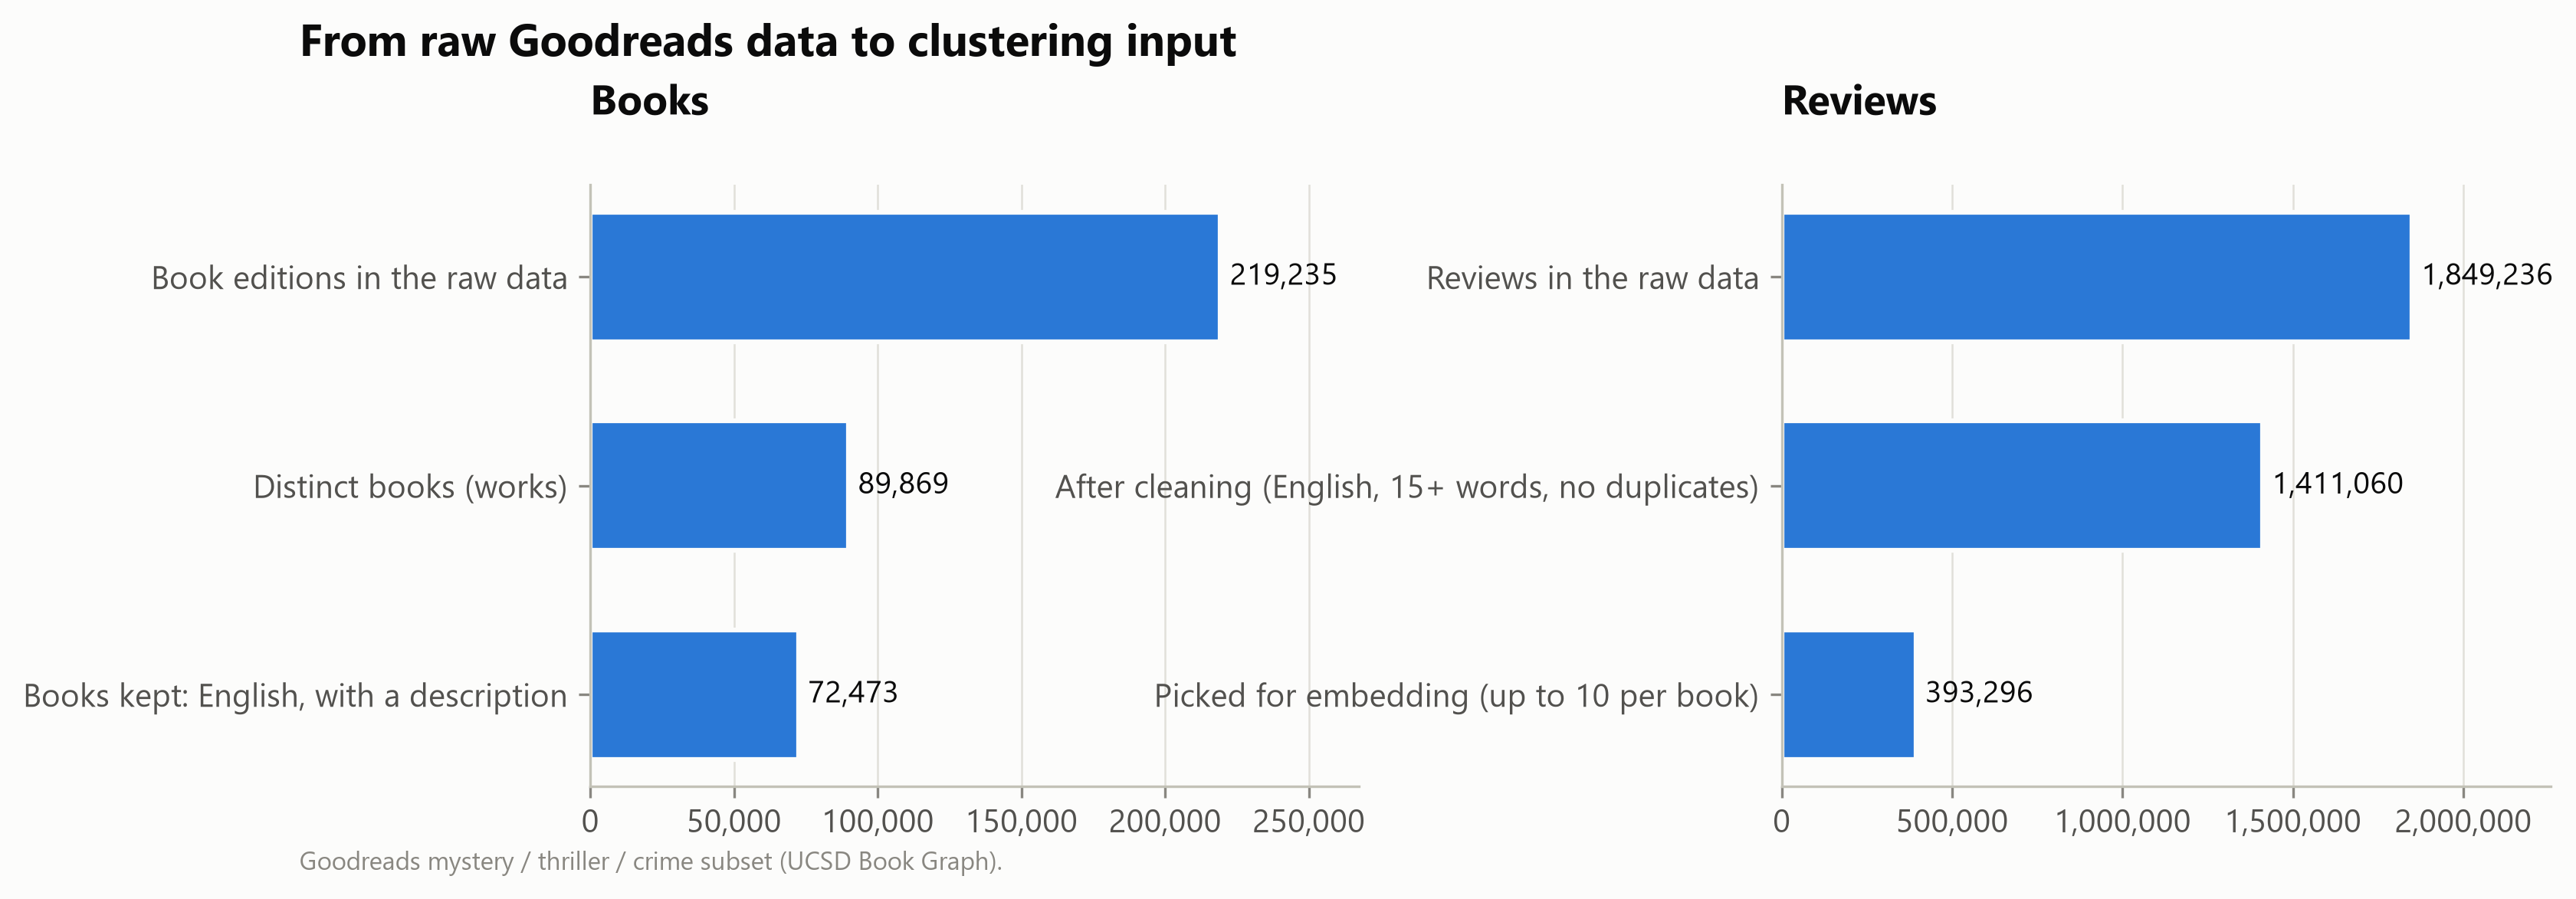 From raw Goodreads data to clustering input
Books
Book editions in the raw data
219,235
Distinct books (works)
89,869
Books kept: English, with a description
72,473
0 50,000 100,000 150,000 200,000 250,000
Reviews
Reviews in the raw data
1,849,236
After cleaning (English, 15+ words, no duplicates)
1,411,060
Picked for embedding (up to 10 per book)
393,296
0 500,000 1,000,000 1,500,000 2,000,000
Goodreads mystery / thriller / crime subset (UCSD Book Graph).